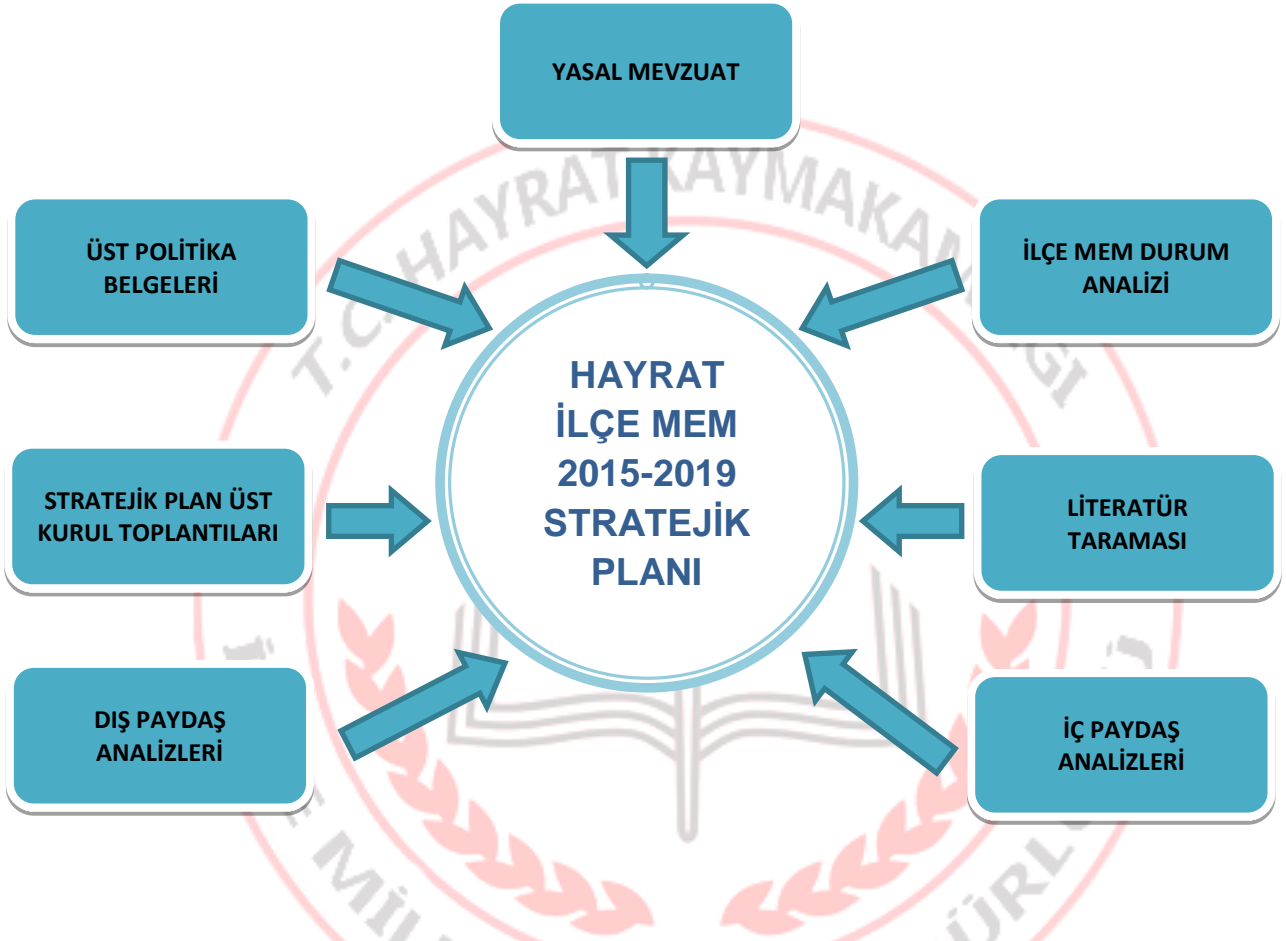 YASAL MEVZUAT
ÜST POLİTİKA
BELGELERİ
İLÇE MEM DURUM
ANALİZİ
HAYRAT
İLÇE MEM
2015-2019
STRATEJİK
PLANI
STRATEJİK PLAN ÜST
KURUL TOPLANTILARI
LİTERATÜR
TARAMASI
DIŞ PAYDAŞ
ANALİZLERİ
İÇ PAYDAŞ
ANALİZLERİ
T.C. HAYRAT